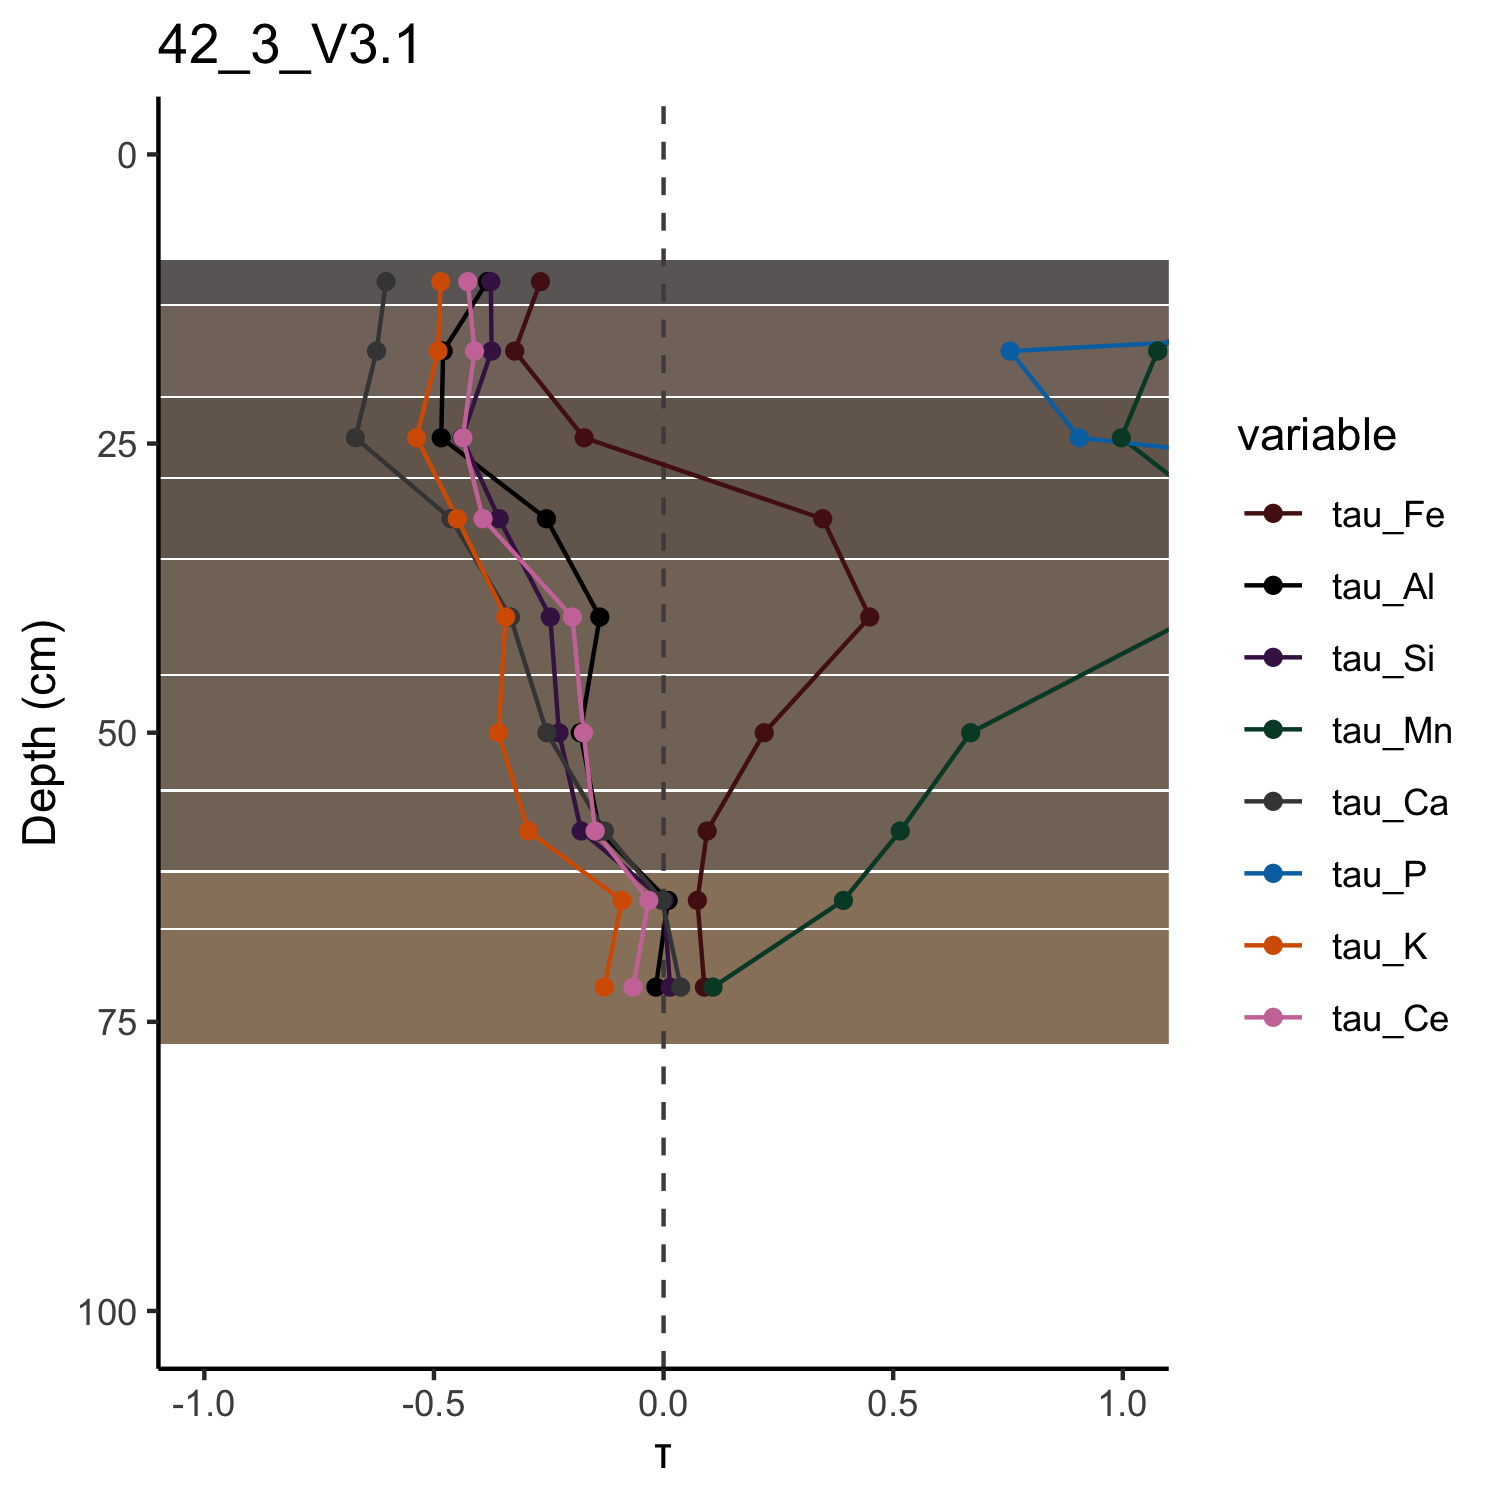 42_3_V3.1
0
25
50
75
100
Depth (cm)
-1.0 -0.5 0.0 0.5 1.0
τ
variable
tau_Fe
tau_Al
tau_Si
tau_Mn
tau_Ca
tau_P
tau_K
tau_Ce